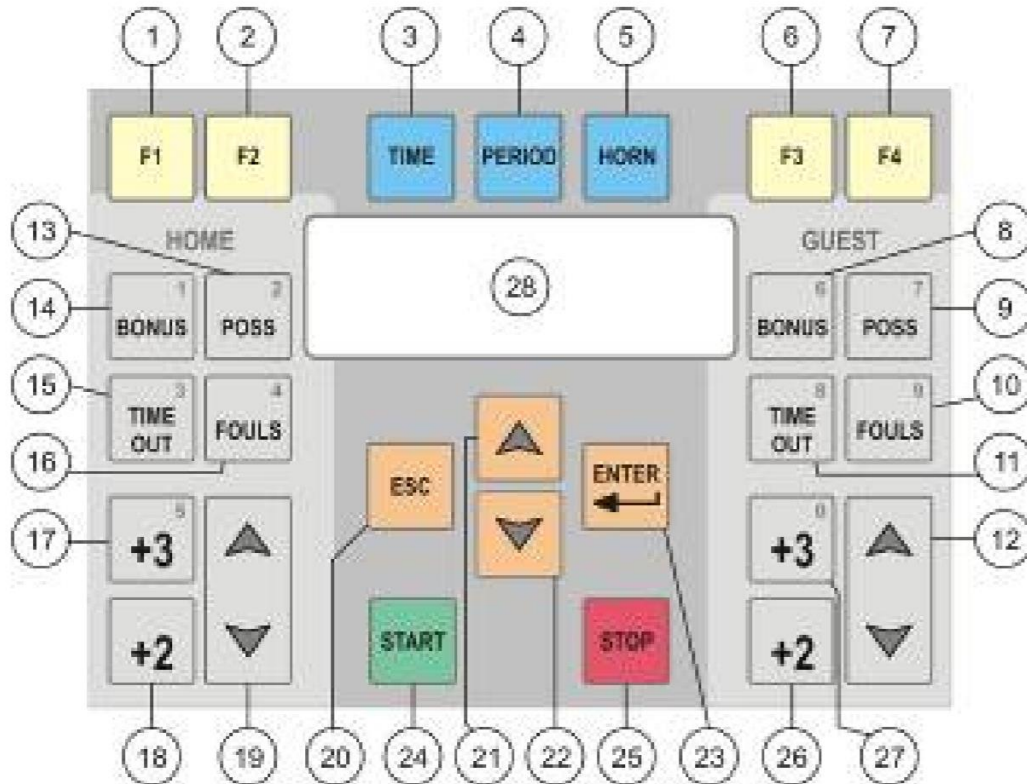 1 2 3 4 5 6 7
F1 F2 TIME PERIOD HORN F3 F4
13 HOME GUEST 8
28
14 1 BONUS 2 POSS 6 BONUS 7 POSS 9
15 3 TIME OUT 4 FOULS 8 TIME OUT 9 FOULS 10
16 ESC ENTER 11
17 5 +3 0 +3 12
+2 START STOP +2
18 19 20 24 21 22 25 23 26 27